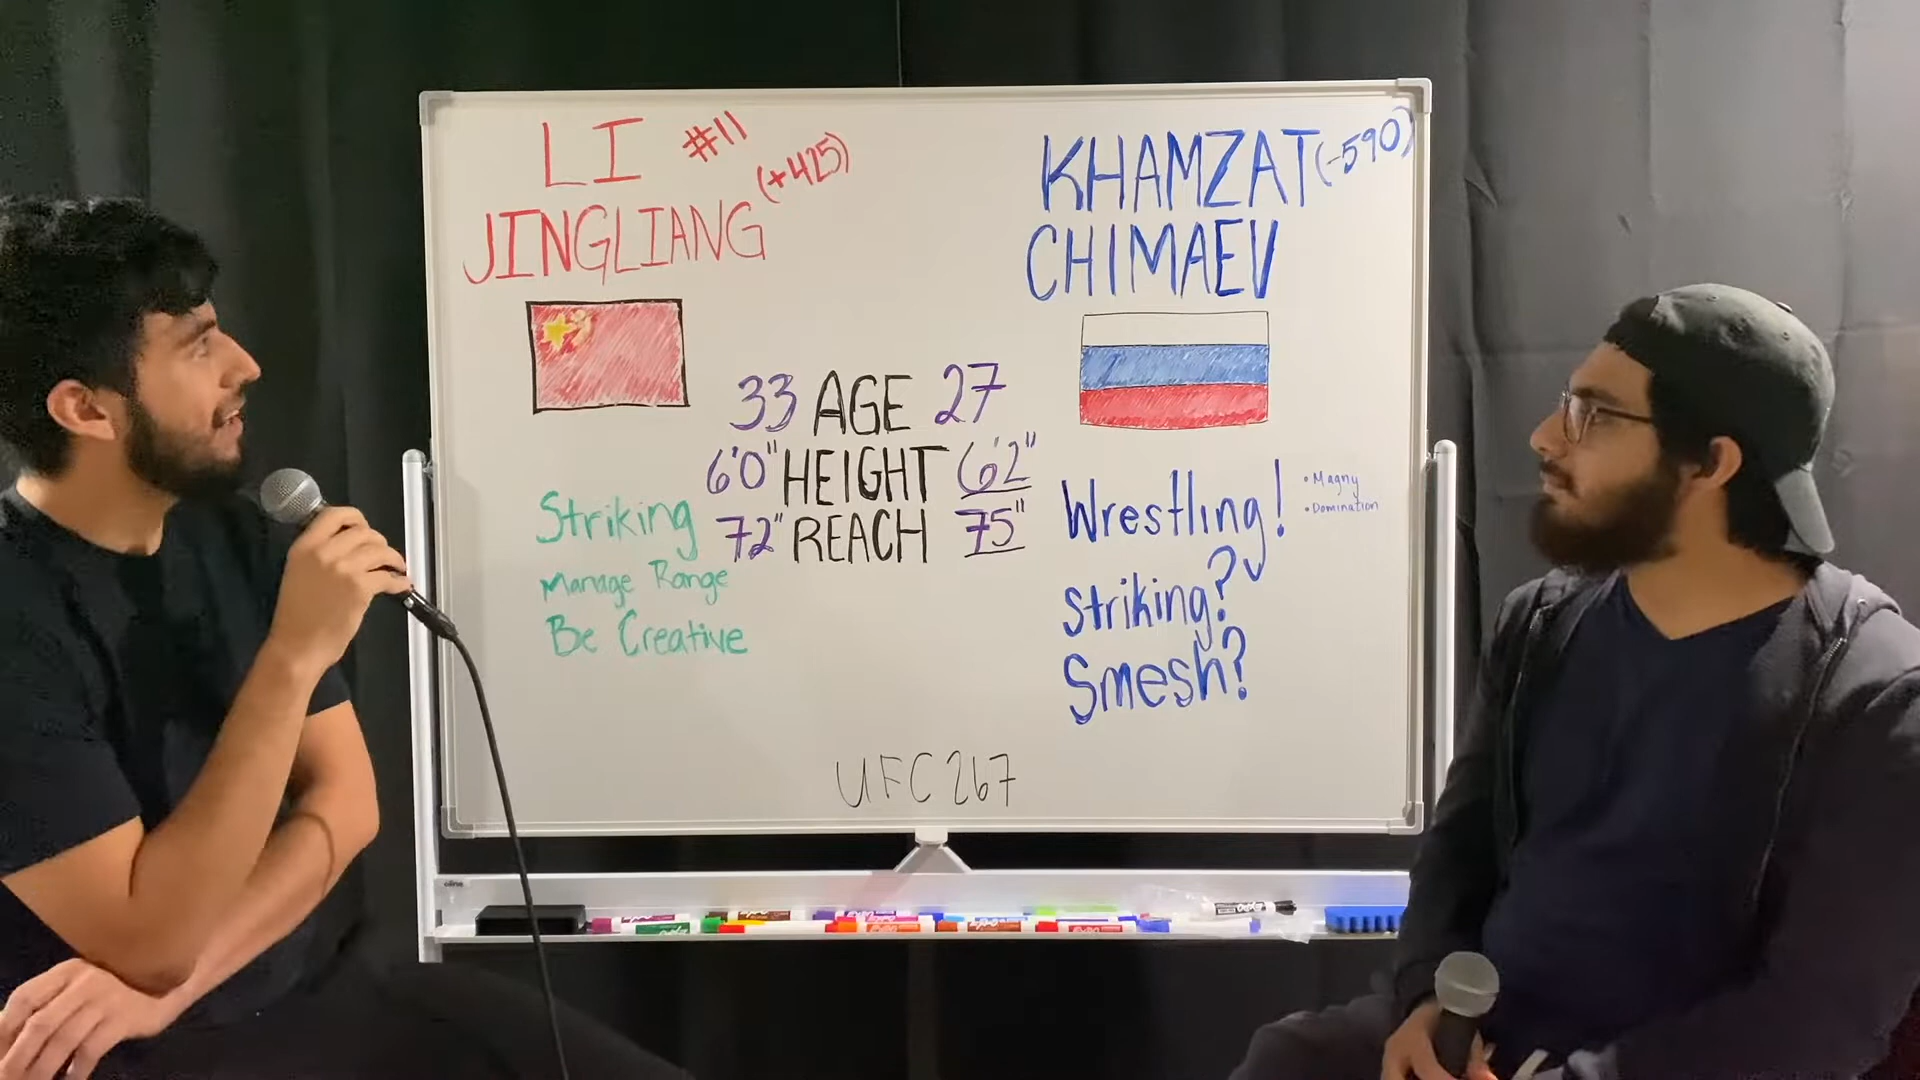 LI #11
(+425)
JINGLIANG
KHAMZAT (-590)
CHIMAEV
33 AGE 27
6'0" HEIGHT 6'2"
72" REACH 75"
Striking
Manage Range
Be Creative
Wrestling!
• Magny
• Domination
Striking?
Smesh?
UFC 267